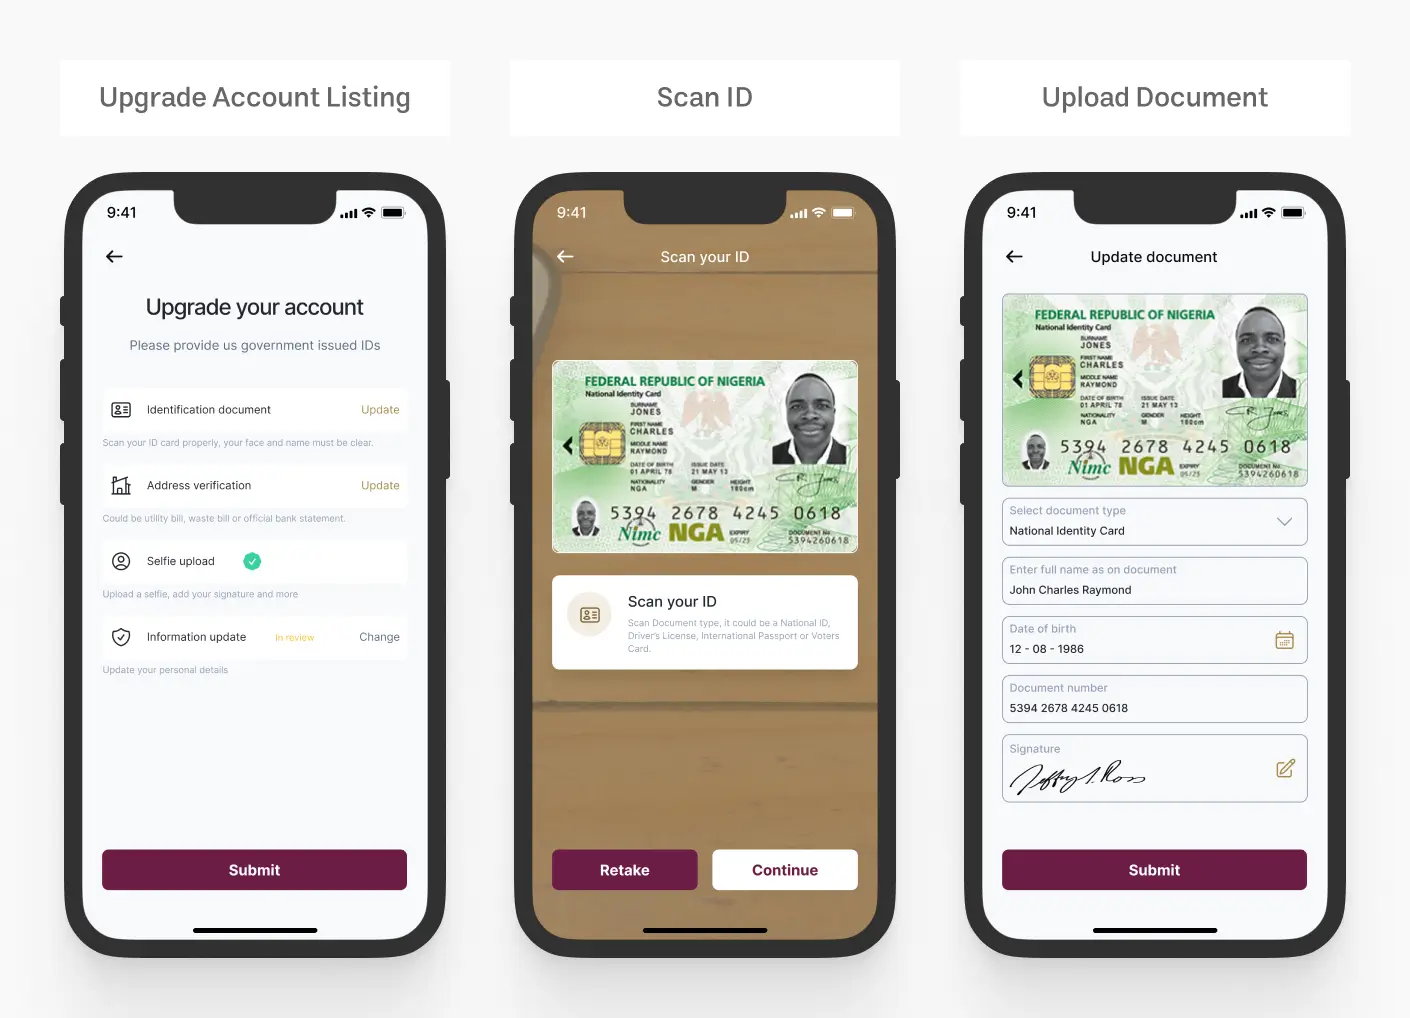 Upgrade Account Listing
9:41
Upgrade your account
Please provide us government issued IDs
Identification document Update
Scan your ID card properly, your face and name must be clear.
Address verification Update
Could be utility bill, waste bill or official bank statement.
Selfie upload
Upload a selfie, add your signature and more
Information update In review Change
Update your personal details
Submit
Scan ID
9:41
Scan your ID
FEDERAL REPUBLIC OF NIGERIA
National Identity Card
SURNAME
JONES
FIRST NAME
CHARLES
MIDDLE NAME
RAYMOND
DATE OF BIRTH ISSUE DATE
01 APRIL 78 21 MAY 13
NATIONALITY GENDER HEIGHT
NGA M 180cm
5394 2678 4245 0618
Nimc NGA EXPIRY DOCUMENT No
05/25 5394260618
Scan your ID
Scan Document type, it could be a National ID,
Driver's License, International Passport or Voters
Card.
Retake Continue
Upload Document
9:41
Update document
FEDERAL REPUBLIC OF NIGERIA
National Identity Card
SURNAME
JONES
FIRST NAME
CHARLES
MIDDLE NAME
RAYMOND
DATE OF BIRTH ISSUE DATE
01 APRIL 78 21 MAY 13
NATIONALITY GENDER HEIGHT
NGA M 180cm
5394 2678 4245 0618
Nimc NGA EXPIRY DOCUMENT No
05/25 5394260618
Select document type
National Identity Card
Enter full name as on document
John Charles Raymond
Date of birth
12 - 08 - 1986
Document number
5394 2678 4245 0618
Signature
Submit